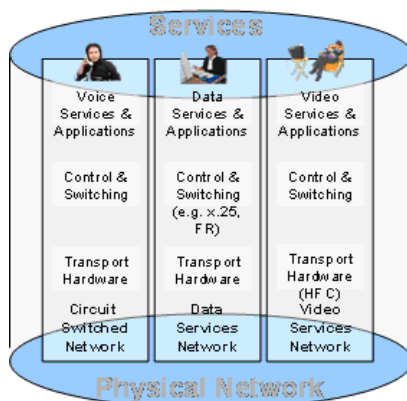 Services
Voice
Services &
Applications
Control &
Switching
Transport
Hardware
Circuit
Switched
Network
Data
Services &
Applications
Control &
Switching
(e.g. x.25,
FR)
Transport
Hardware
Data
Services
Network
Video
Services &
Applications
Control &
Switching
Transport
Hardware
(HFC)
Video
Services
Network
Physical Network